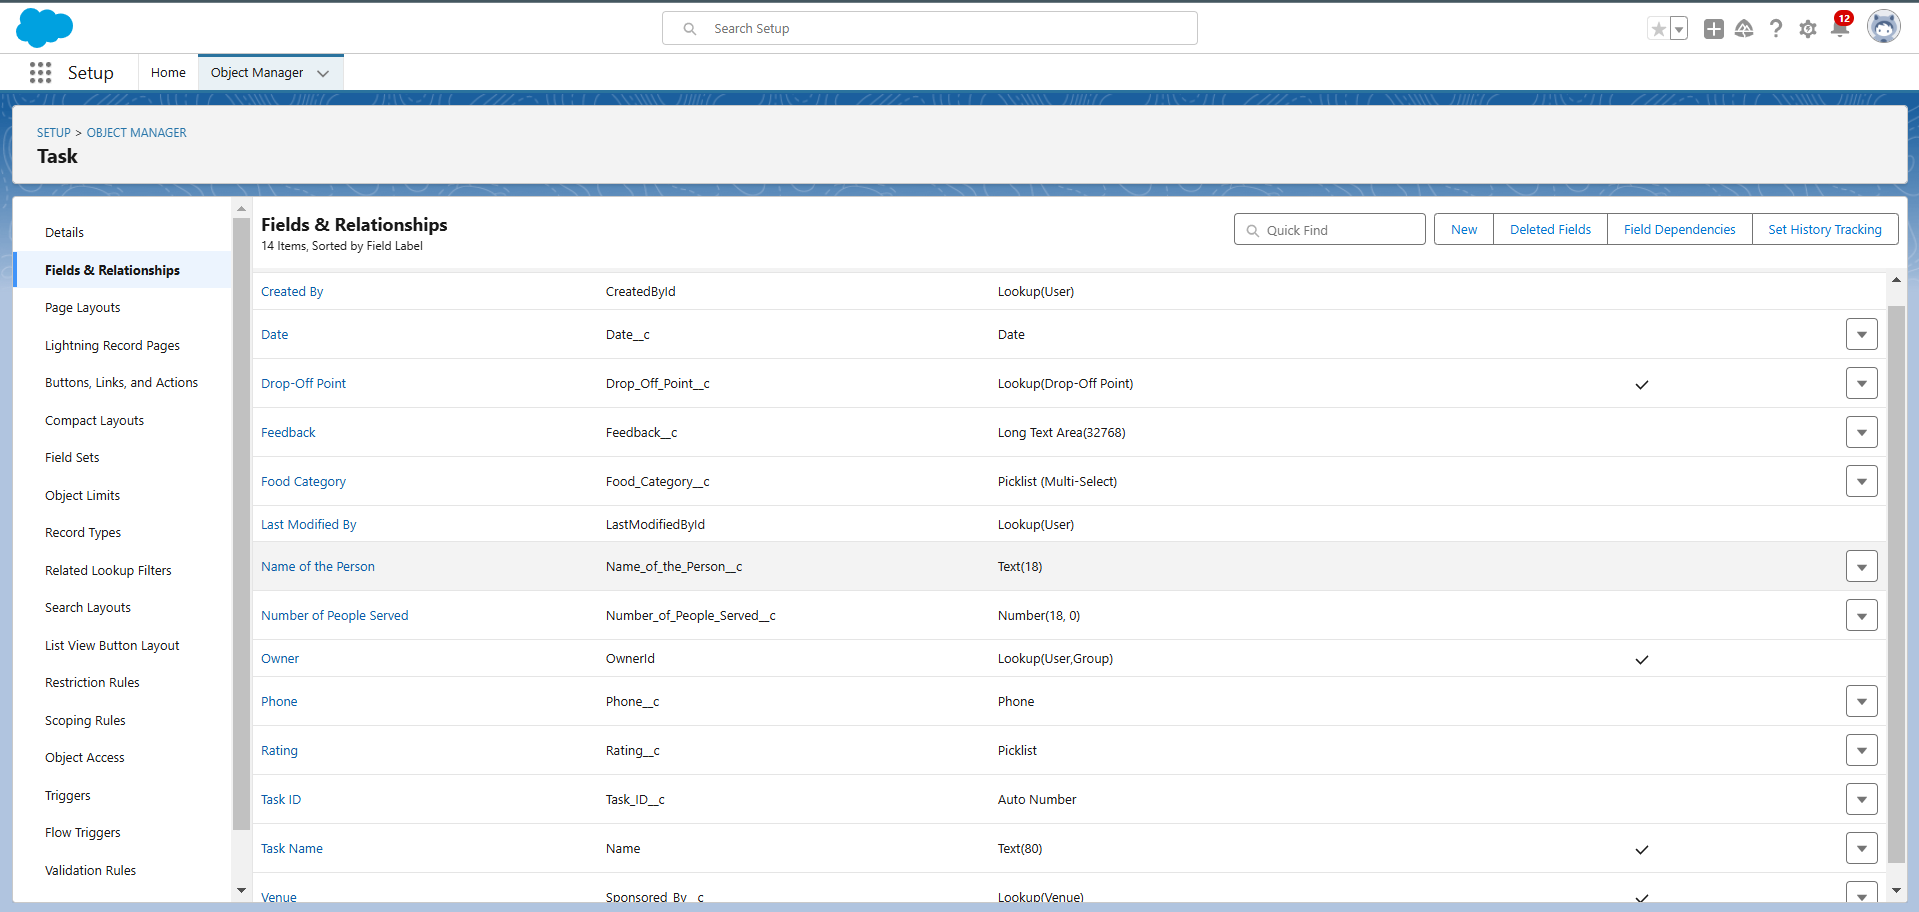 Search Setup
12
Setup
Home
Object Manager
SETUP > OBJECT MANAGER
Task
Details
Fields & Relationships
Page Layouts
Lightning Record Pages
Buttons, Links, and Actions
Compact Layouts
Field Sets
Object Limits
Record Types
Related Lookup Filters
Search Layouts
List View Button Layout
Restriction Rules
Scoping Rules
Object Access
Triggers
Flow Triggers
Validation Rules
Fields & Relationships
14 Items, Sorted by Field Label
Quick Find
New
Deleted Fields
Field Dependencies
Set History Tracking
Created By CreatedById Lookup(User)
Date Date__c Date
Drop-Off Point Drop_Off_Point__c Lookup(Drop-Off Point)
Feedback Feedback__c Long Text Area(32768)
Food Category Food_Category__c Picklist (Multi-Select)
Last Modified By LastModifiedById Lookup(User)
Name of the Person Name_of_the_Person__c Text(18)
Number of People Served Number_of_People_Served__c Number(18, 0)
Owner OwnerId Lookup(User,Group)
Phone Phone__c Phone
Rating Rating__c Picklist
Task ID Task_ID__c Auto Number
Task Name Name Text(80)
Venue Sponsored_By__c Lookup(Venue)